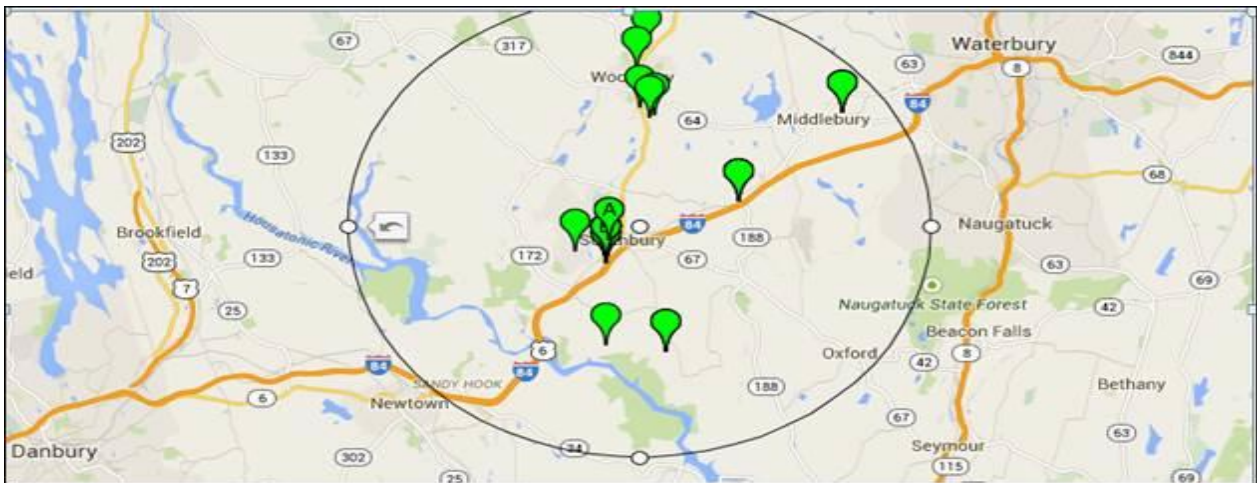 67
317
Waterbury
8
844
63
84
202
64
Middlebury
133
68
Housatonic River
A
Brookfield
202
133
172
84
188
67
Naugatuck
7
25
63
69
42
Naugatuck State Forest
Beacon Falls
6
84
84
Oxford
42
8
SANDY HOOK
188
Bethany
6
Newtown
67
63
Danbury
34
Seymour
302
25
115
69